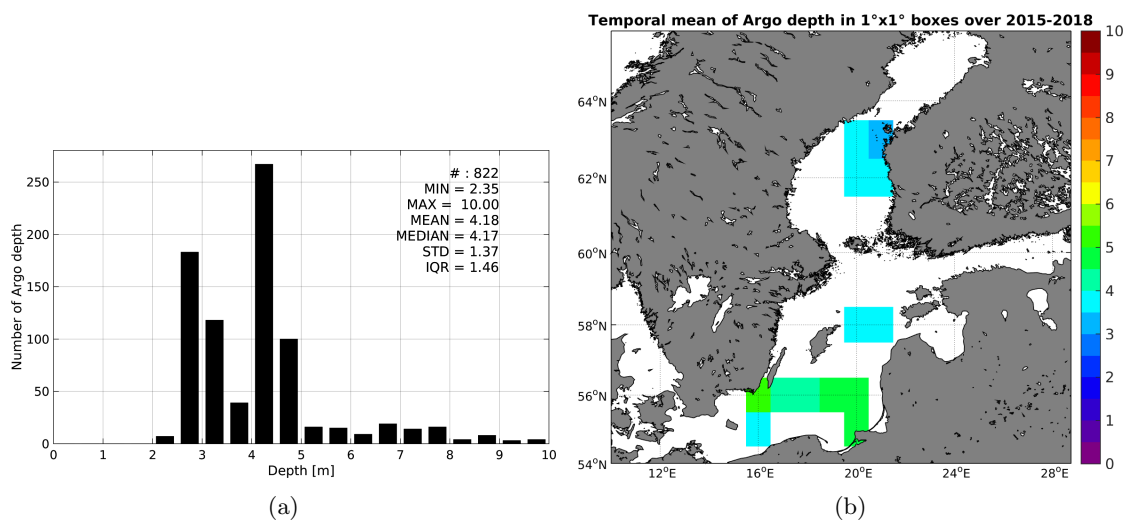 Temporal mean of Argo depth in 1°x1° boxes over 2015-2018
Number of Argo depth
250
200
150
100
50
0
# : 822
MIN = 2.35
MAX = 10.00
MEAN = 4.18
MEDIAN = 4.17
STD = 1.37
IQR = 1.46
0 1 2 3 4 5 6 7 8 9 10
Depth [m]
(a)
64°N
62°N
60°N
58°N
56°N
54°N
12°E 16°E 20°E 24°E 28°E
10
9
8
7
6
5
4
3
2
1
0
(b)